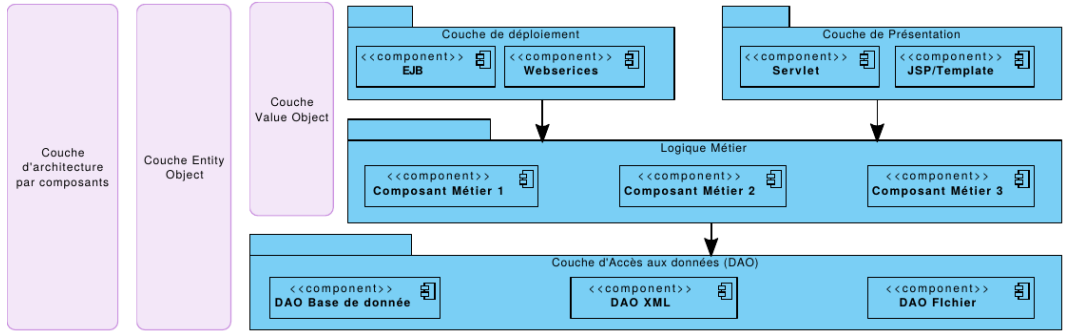 Couche
d'architecture
par composants
Couche Entity
Object
Couche
Value Object
Couche de déploiement
<<component>>
EJB
<<component>>
Webserices
Couche de Présentation
<<component>>
Servlet
<<component>>
JSP/Template
Logique Métier
<<component>>
Composant Métier 1
<<component>>
Composant Métier 2
<<component>>
Composant Métier 3
Couche d'Accès aux données (DAO)
<<component>>
DAO Base de donnée
<<component>>
DAO XML
<<component>>
DAO FIchier